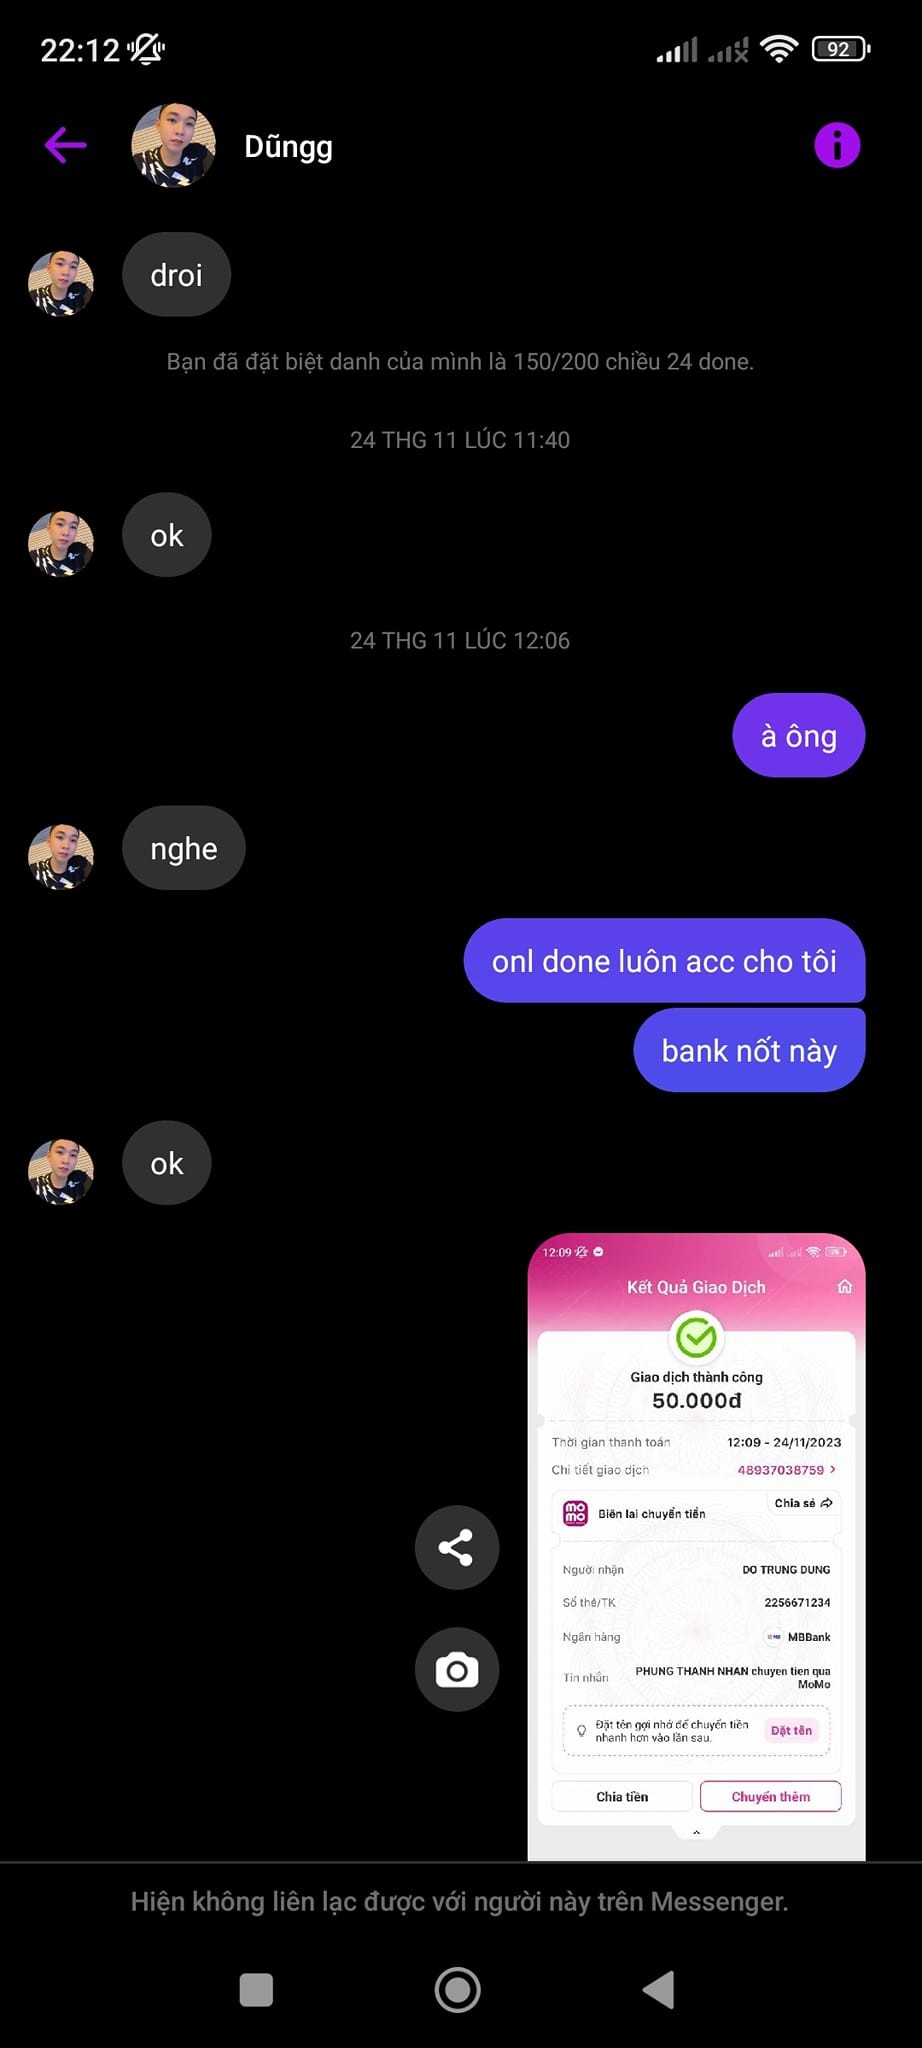 22:12
92
Dũngg
droi
Bạn đã đặt biệt danh của mình là 150/200 chiều 24 done.
24 THG 11 LÚC 11:40
ok
24 THG 11 LÚC 12:06
à ông
nghe
onl done luôn acc cho tôi
bank nốt này
ok
12:09
Kết Quả Giao Dịch
Giao dịch thành công
50.000đ
Thời gian thanh toán 12:09 - 24/11/2023
Chi tiết giao dịch 48937038759 >
mo mo Biên lai chuyển tiền Chia sẻ
Người nhận DO TRUNG DUNG
Số thẻ/TK 2256671234
Ngân hàng MB MBBank
Tin nhắn PHUNG THANH NHAN chuyen tien qua
MoMo
Đặt tên gợi nhớ để chuyển tiền
nhanh hơn vào lần sau. Đặt tên
Chia tiền Chuyển thêm
Hiện không liên lạc được với người này trên Messenger.